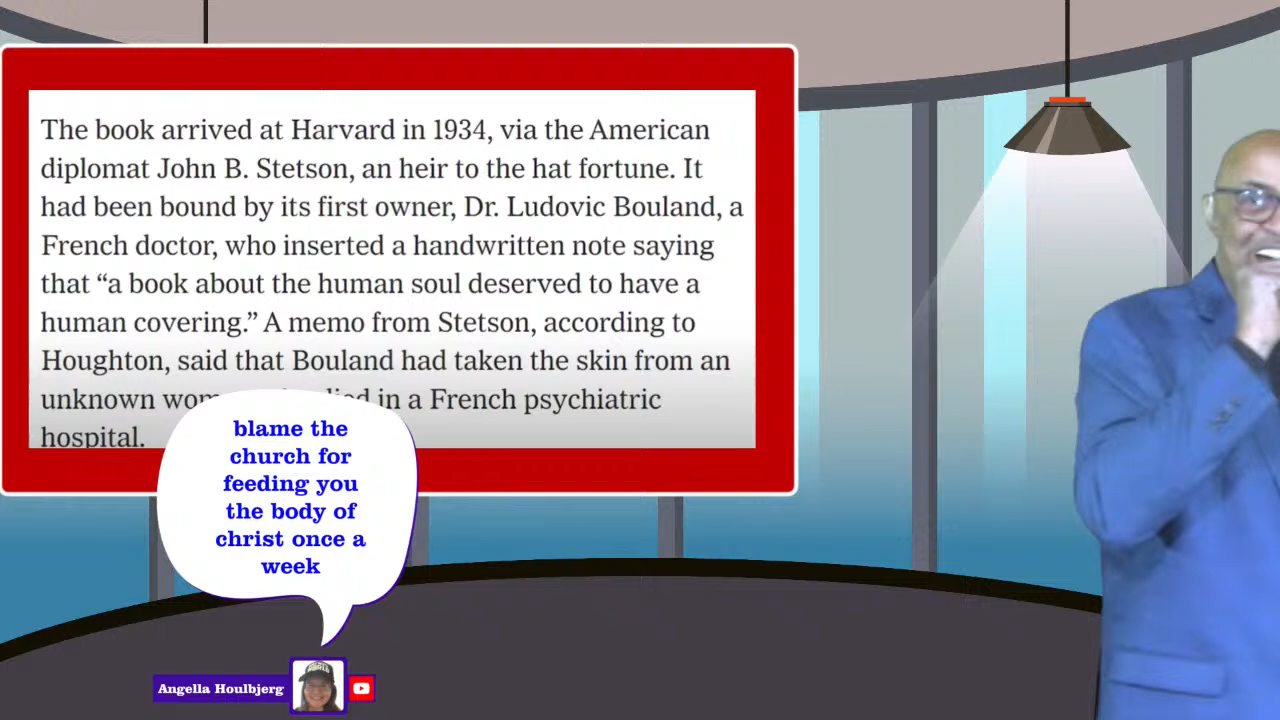 The book arrived at Harvard in 1934, via the American
diplomat John B. Stetson, an heir to the hat fortune. It
had been bound by its first owner, Dr. Ludovic Bouland, a
French doctor, who inserted a handwritten note saying
that “a book about the human soul deserved to have a
human covering.” A memo from Stetson, according to
Houghton, said that Bouland had taken the skin from an
unknown in a French psychiatric
hospital.
blame the
church for
feeding you
the body of
christ once a
week
Angella Houlbjerg